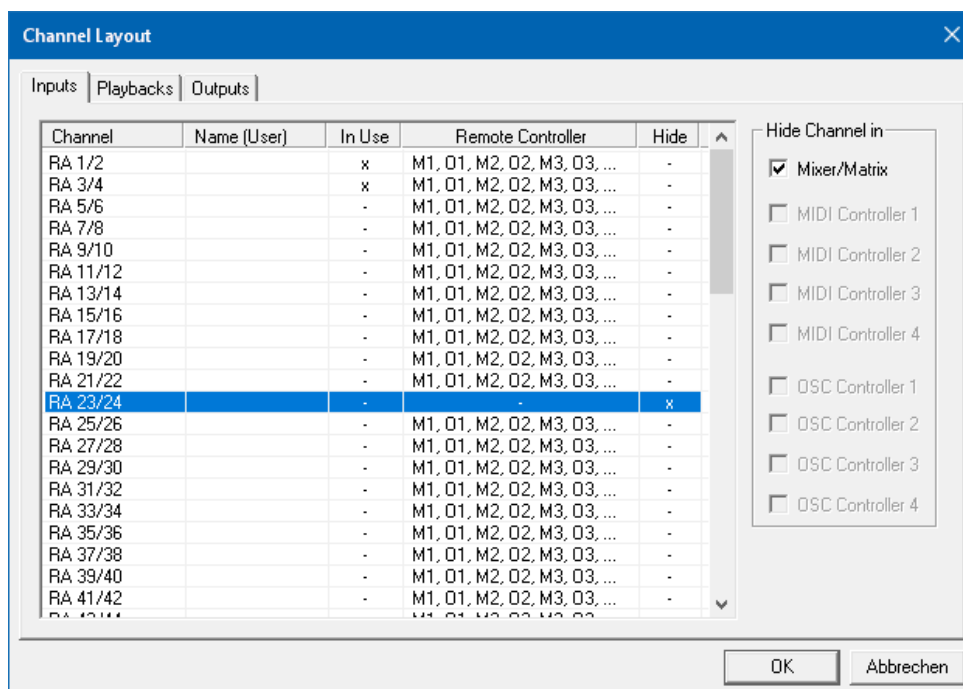 Channel Layout
Inputs Playbacks Outputs
Channel Name (User) In Use Remote Controller Hide
RA 1/2 x M1, O1, M2, O2, M3, O3, ... -
RA 3/4 x M1, O1, M2, O2, M3, O3, ... -
RA 5/6 - M1, O1, M2, O2, M3, O3, ... -
RA 7/8 - M1, O1, M2, O2, M3, O3, ... -
RA 9/10 - M1, O1, M2, O2, M3, O3, ... -
RA 11/12 - M1, O1, M2, O2, M3, O3, ... -
RA 13/14 - M1, O1, M2, O2, M3, O3, ... -
RA 15/16 - M1, O1, M2, O2, M3, O3, ... -
RA 17/18 - M1, O1, M2, O2, M3, O3, ... -
RA 19/20 - M1, O1, M2, O2, M3, O3, ... -
RA 21/22 - M1, O1, M2, O2, M3, O3, ... -
RA 23/24 - - x
RA 25/26 - M1, O1, M2, O2, M3, O3, ... -
RA 27/28 - M1, O1, M2, O2, M3, O3, ... -
RA 29/30 - M1, O1, M2, O2, M3, O3, ... -
RA 31/32 - M1, O1, M2, O2, M3, O3, ... -
RA 33/34 - M1, O1, M2, O2, M3, O3, ... -
RA 35/36 - M1, O1, M2, O2, M3, O3, ... -
RA 37/38 - M1, O1, M2, O2, M3, O3, ... -
RA 39/40 - M1, O1, M2, O2, M3, O3, ... -
RA 41/42 - M1, O1, M2, O2, M3, O3, ... -
Hide Channel in
Mixer/Matrix
MIDI Controller 1
MIDI Controller 2
MIDI Controller 3
MIDI Controller 4
OSC Controller 1
OSC Controller 2
OSC Controller 3
OSC Controller 4
OK Abbrechen